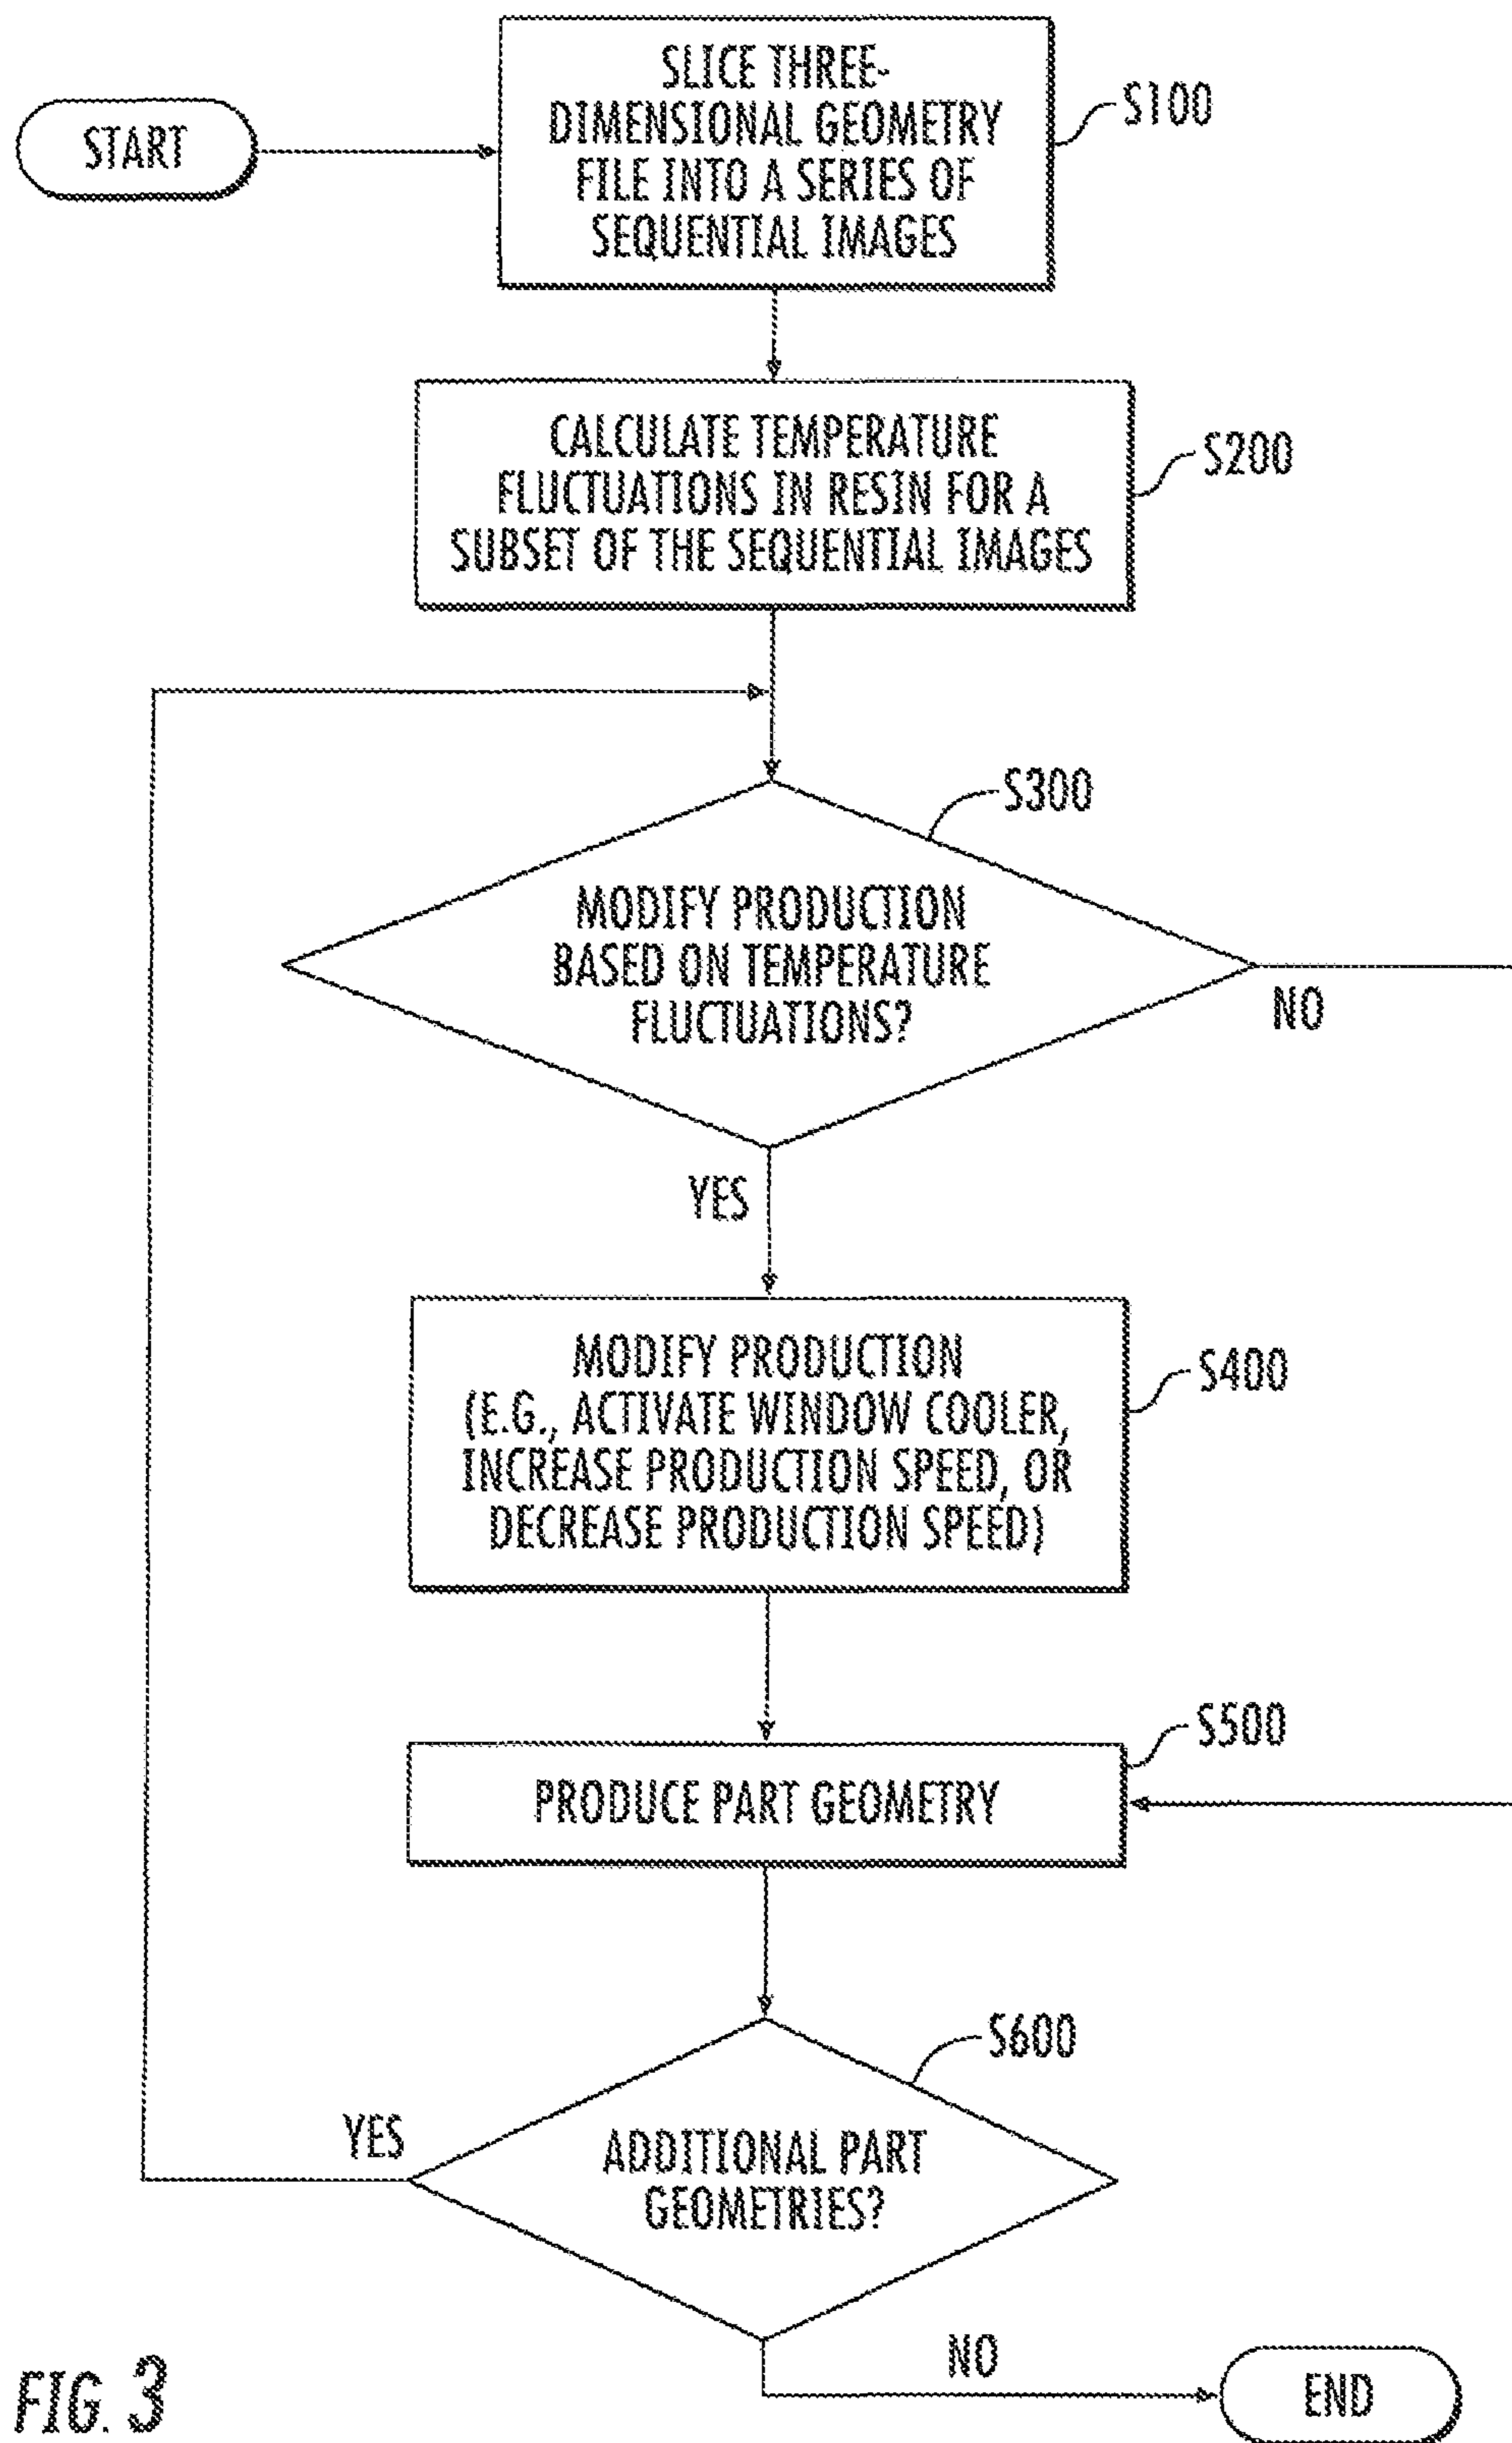 START
SLICE THREE-
DIMENSIONAL GEOMETRY
FILE INTO A SERIES OF
SEQUENTIAL IMAGES
S100
CALCULATE TEMPERATURE
FLUCTUATIONS IN RESIN FOR A
SUBSET OF THE SEQUENTIAL IMAGES
S200
S300
MODIFY PRODUCTION
BASED ON TEMPERATURE
FLUCTUATIONS?
NO
YES
MODIFY PRODUCTION
(E.G., ACTIVATE WINDOW COOLER,
INCREASE PRODUCTION SPEED, OR
DECREASE PRODUCTION SPEED)
S400
S500
PRODUCE PART GEOMETRY
S600
YES
ADDITIONAL PART
GEOMETRIES?
NO
END
FIG. 3